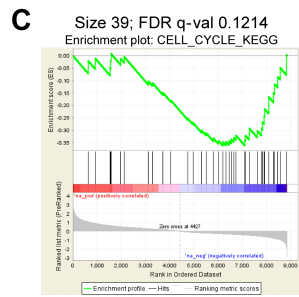 C
Size 39; FDR q-val 0.1214
Enrichment plot: CELL_CYCLE_KEGG
Enrichment score (ES)
0.00
-0.05
-0.10
-0.15
-0.20
-0.25
-0.30
-0.35
'na_pos' (positively correlated)
Ranked list metric (PreRanked)
Zero cross at 4427
'na_neg' (negatively correlated)
0 1,000 2,000 3,000 4,000 5,000 6,000 7,000 8,000 9,000
Rank in Ordered Dataset
Enrichment profile Hits Ranking metric scores